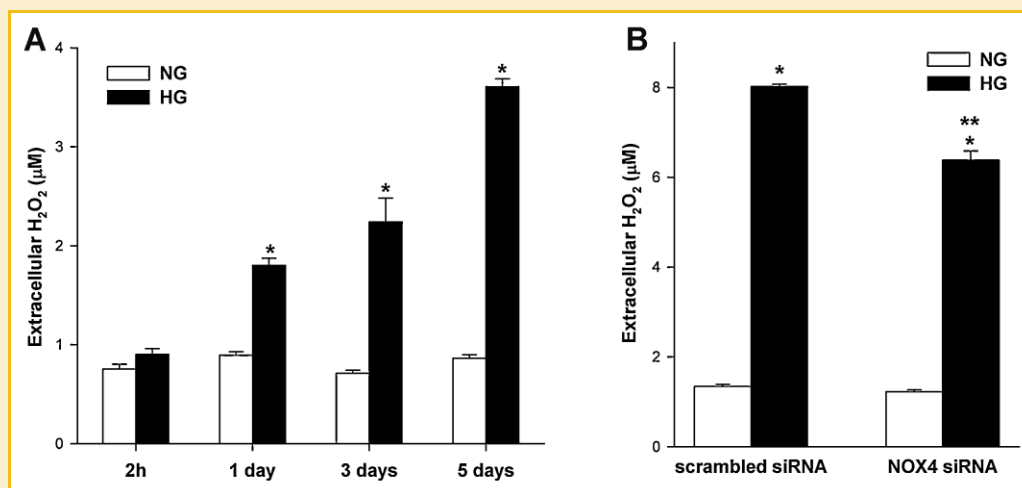 A
4
3
2
1
0
Extracellular H₂O₂ (μM)
NG
HG
*
*
*
2h
1 day
3 days
5 days
B
8
6
4
2
0
Extracellular H₂O₂ (μM)
NG
HG
*
**
*
scrambled siRNA
NOX4 siRNA